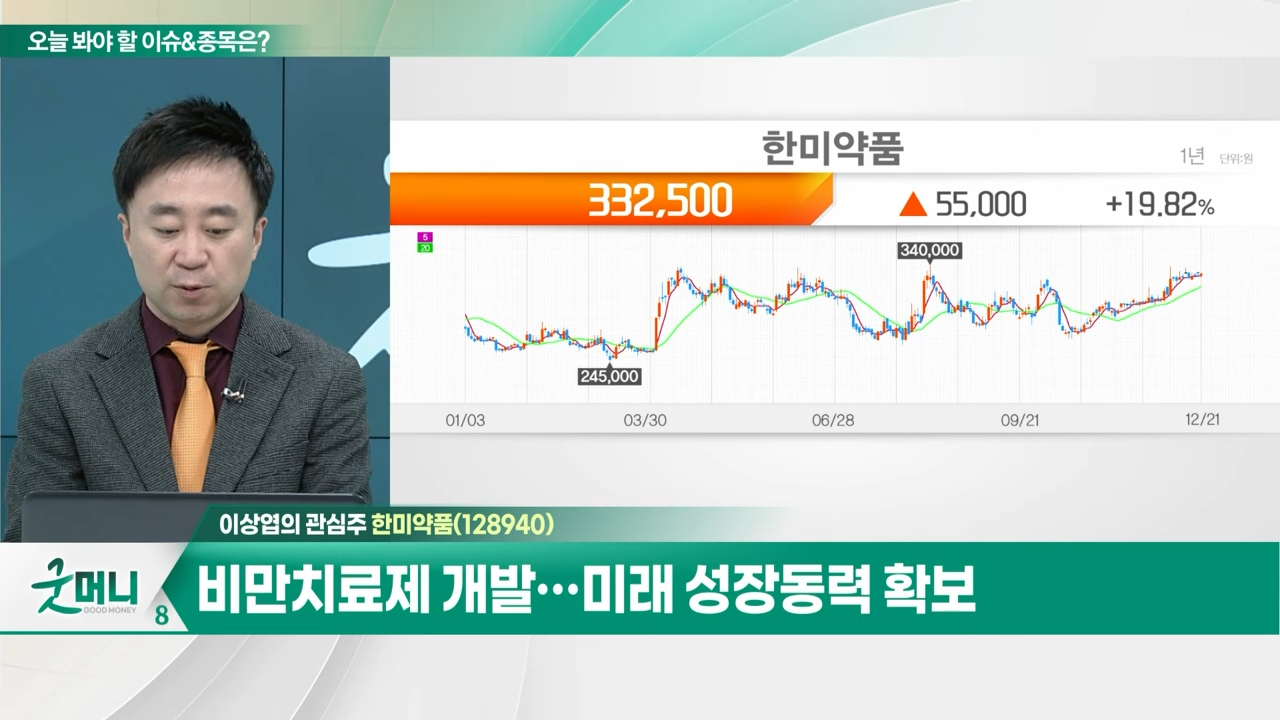 오늘 봐야 할 이슈&종목은?
한미약품
1년 단위:원
332,500 ▲ 55,000 +19.82%
5
20
340,000
245,000
01/03 03/30 06/28 09/21 12/21
이상엽의 관심주 한미약품(128940)
굿머니
GOOD MONEY
8
비만치료제 개발…미래 성장동력 확보